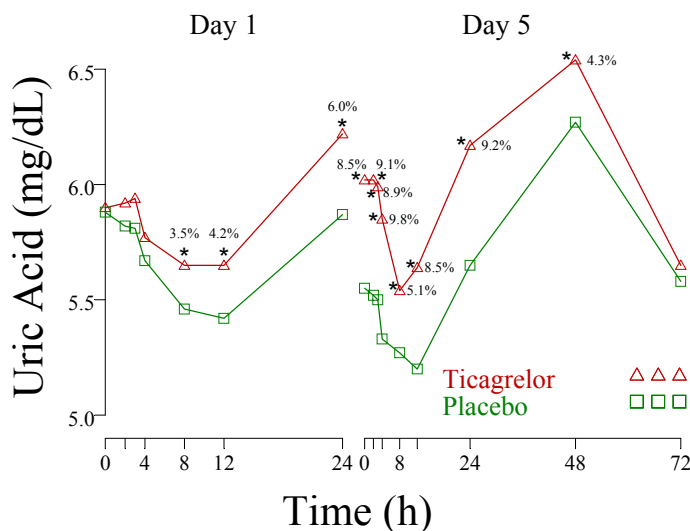 Day 1 Day 5
Uric Acid (mg/dL)
6.5
6.0
5.5
5.0
3.5% * 4.2% * 6.0% *
8.5% * 9.1% *
* 8.9%
* 9.8%
* 5.1%
* 8.5%
* 9.2%
* 4.3%
Ticagrelor
Placebo
0 4 8 12 24 0 8 24 48 72
Time (h)